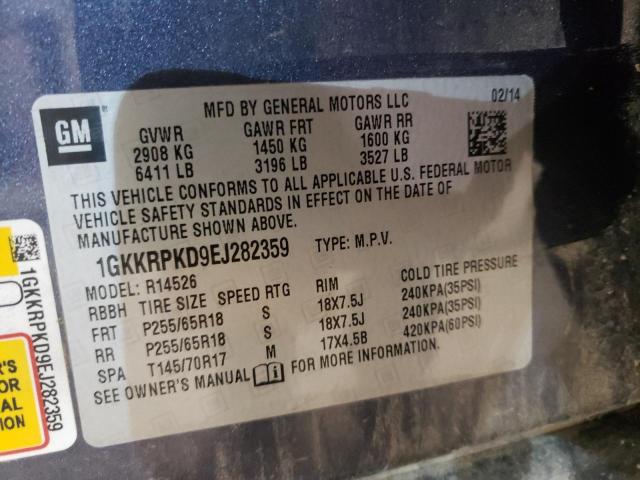 GM
MFD BY GENERAL MOTORS LLC
02/14
GVWR GAWR FRT GAWR RR
2908 KG 1450 KG 1600 KG
6411 LB 3196 LB 3527 LB
THIS VEHICLE CONFORMS TO ALL APPLICABLE U.S. FEDERAL MOTOR
VEHICLE SAFETY STANDARDS IN EFFECT ON THE DATE OF
MANUFACTURE SHOWN ABOVE.
1GKKRPKD9EJ282359 TYPE: M.P.V.
MODEL: R14526
RBBH TIRE SIZE SPEED RTG RIM COLD TIRE PRESSURE
FRT P255/65R18 S 18X7.5J 240KPA(35PSI)
RR P255/65R18 S 18X7.5J 240KPA(35PSI)
SPA T145/70R17 M 17X4.5B 420KPA(60PSI)
SEE OWNER'S MANUAL
1GKKRPKD9EJ282359
R'S
OR
AL
ION